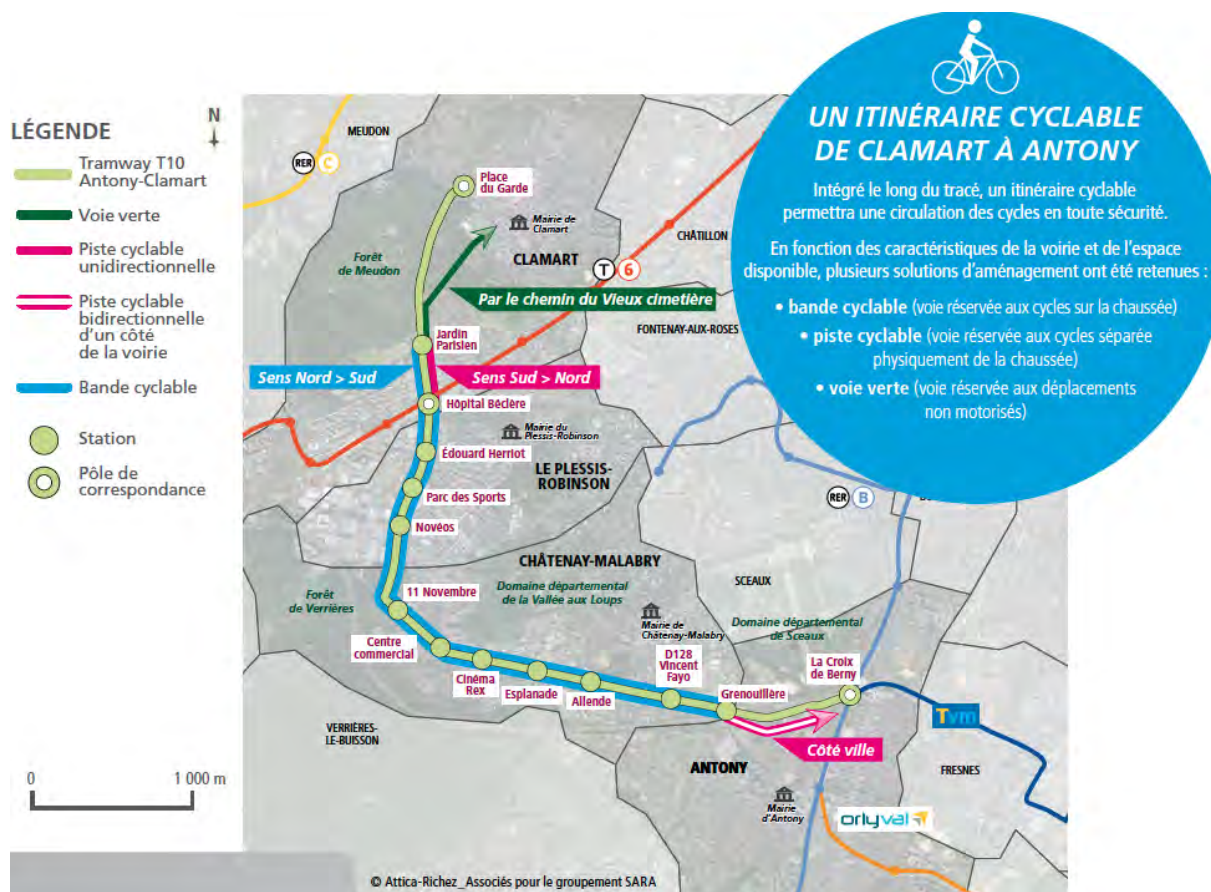 LÉGENDE
N
Tramway T10
Antony-Clamart
Voie verte
Piste cyclable
unidirectionnelle
Piste cyclable
bidirectionnelle
d'un côté
de la voirie
Bande cyclable
Station
Pôle de
correspondance
0
1 000 m
UN ITINÉRAIRE CYCLABLE
DE CLAMART À ANTONY
Intégré le long du tracé, un itinéraire cyclable
permettra une circulation des cycles en toute sécurité.
En fonction des caractéristiques de la voirie et de l'espace
disponible, plusieurs solutions d'aménagement ont été retenues :
• bande cyclable (voie réservée aux cycles sur la chaussée)
• piste cyclable (voie réservée aux cycles séparée
physiquement de la chaussée)
• voie verte (voie réservée aux déplacements
non motorisés)
MEUDON
RER C
Place
du Garde
Mairie de
Clamart
CLAMART
CHÂTILLON
Forêt
de Meudon
T 6
Par le chemin du Vieux cimetière
FONTENAY-AUX-ROSES
Jardin
Parisien
Sens Nord > Sud
Sens Sud > Nord
Hôpital Béclère
Mairie du
Plessis-Robinson
Édouard Herriot
LE PLESSIS-
ROBINSON
Parc des Sports
RER B
Novéos
CHÂTENAY-MALABRY
SCEAUX
Forêt
de Verrières
11 Novembre
Domaine départemental
de la Vallée aux Loups
Mairie de
Châtenay-Malabry
Domaine départemental
de Sceaux
Centre
commercial
Cinéma
Rex
Esplanade
Allende
D128
Vincent
Fayo
Grenouillère
La Croix
de Berny
Tvm
VERRIÈRES-
LE-BUISSON
Côté ville
ANTONY
FRESNES
Mairie
d'Antony
orlyval
© Attica-Richez_Associés pour le groupement SARA